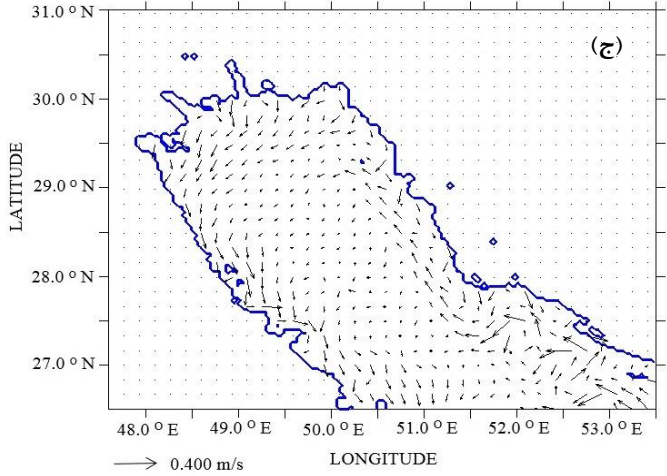 31.0 ° N
(ج)
30.0 ° N
29.0 ° N
28.0 ° N
27.0 ° N
LATITUDE
48.0 ° E 49.0 ° E 50.0 ° E 51.0 ° E 52.0 ° E 53.0 ° E
LONGITUDE
0.400 m/s